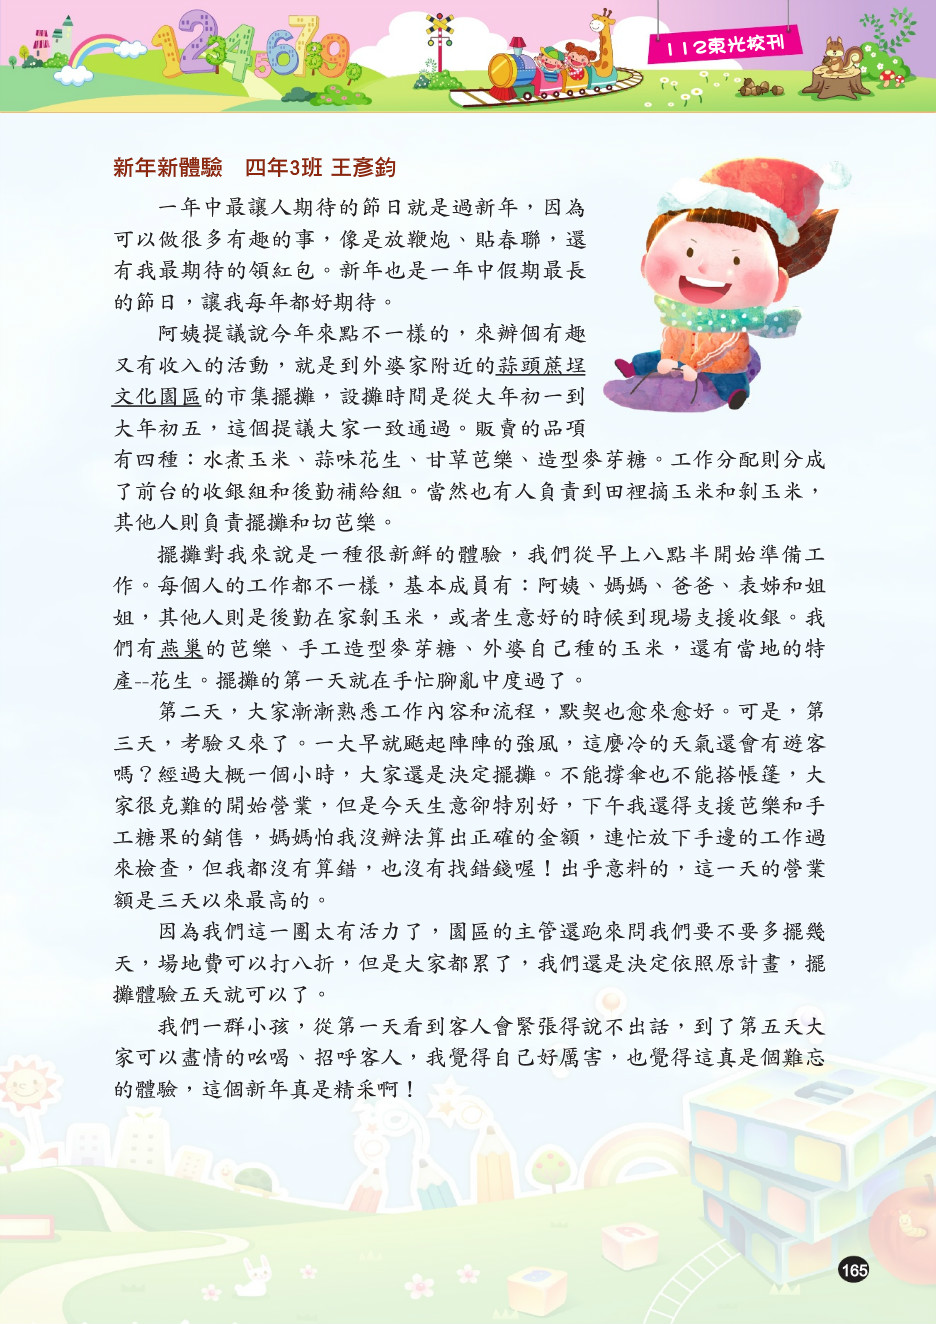 112東光校刊
新年新體驗　四年3班 王彥鈞
一年中最讓人期待的節日就是過新年，因為
可以做很多有趣的事，像是放鞭炮、貼春聯，還
有我最期待的領紅包。新年也是一年中假期最長
的節日，讓我每年都好期待。
阿姨提議說今年來點不一樣的，來辦個有趣
又有收入的活動，就是到外婆家附近的蒜頭蔗埕
文化園區的市集擺攤，設攤時間是從大年初一到
大年初五，這個提議大家一致通過。販賣的品項
有四種：水煮玉米、蒜味花生、甘草芭樂、造型麥芽糖。工作分配則分成
了前台的收銀組和後勤補給組。當然也有人負責到田裡摘玉米和剝玉米，
其他人則負責擺攤和切芭樂。
擺攤對我來說是一種很新鮮的體驗，我們從早上八點半開始準備工
作。每個人的工作都不一樣，基本成員有：阿姨、媽媽、爸爸、表姊和姐
姐，其他人則是後勤在家剝玉米，或者生意好的時候到現場支援收銀。我
們有燕巢的芭樂、手工造型麥芽糖、外婆自己種的玉米，還有當地的特
產--花生。擺攤的第一天就在手忙腳亂中度過了。
第二天，大家漸漸熟悉工作內容和流程，默契也愈來愈好。可是，第
三天，考驗又來了。一大早就颳起陣陣的強風，這麼冷的天氣還會有遊客
嗎？經過大概一個小時，大家還是決定擺攤。不能撐傘也不能搭帳篷，大
家很克難的開始營業，但是今天生意卻特別好，下午我還得支援芭樂和手
工糖果的銷售，媽媽怕我沒辦法算出正確的金額，連忙放下手邊的工作過
來檢查，但我都沒有算錯，也沒有找錯錢喔！出乎意料的，這一天的營業
額是三天以來最高的。
因為我們這一團太有活力了，園區的主管還跑來問我們要不要多擺幾
天，場地費可以打八折，但是大家都累了，我們還是決定依照原計畫，擺
攤體驗五天就可以了。
我們一群小孩，從第一天看到客人會緊張得說不出話，到了第五天大
家可以盡情的吆喝、招呼客人，我覺得自己好厲害，也覺得這真是個難忘
的體驗，這個新年真是精采啊！
165